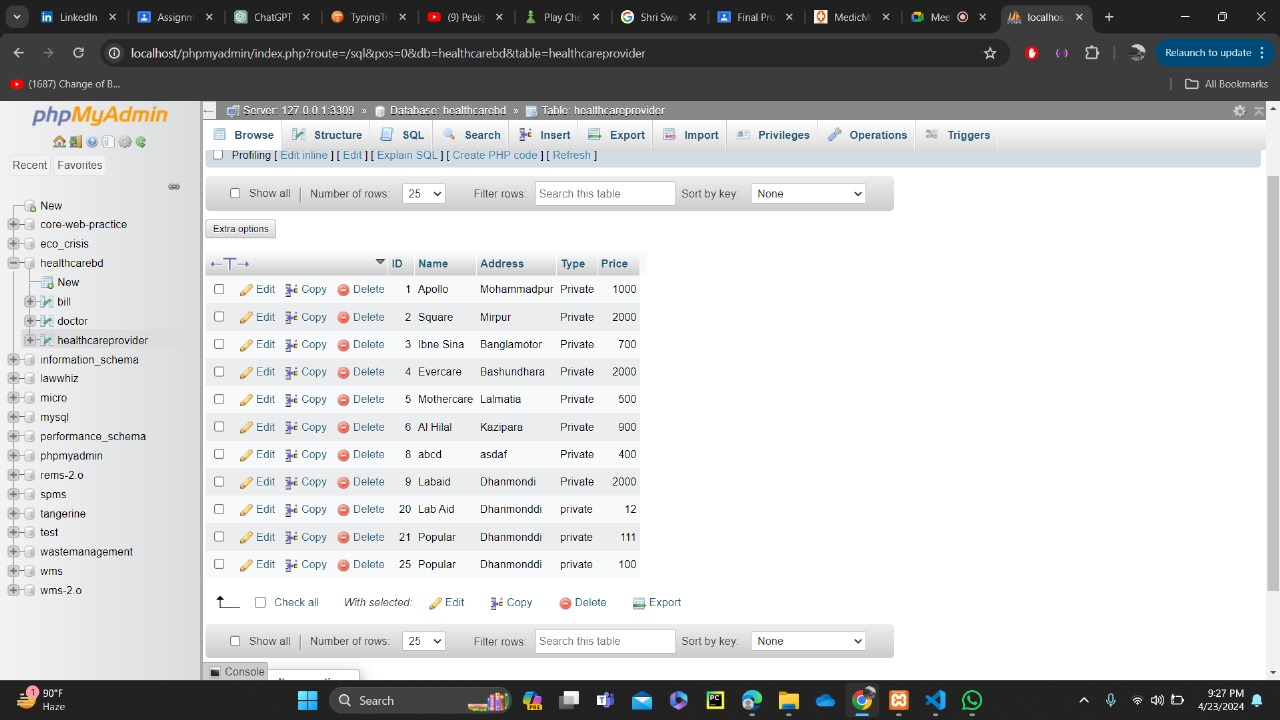 LinkedIn
Assignm
ChatGPT
TypingTo
(9) Peak
Play Che
Shri Swa
Final Pro
MedicM
Mee
localhos
localhost/phpmyadmin/index.php?route=/sql&pos=0&db=healthcarebd&table=healthcareprovider
Relaunch to update
(1687) Change of B...
All Bookmarks
phpMyAdmin
Recent Favorites
New
core-web-practice
eco_crisis
healthcarebd
New
bill
doctor
healthcareprovider
information_schema
lawwhiz
micro
mysql
performance_schema
phpmyadmin
rems-2.o
spms
tangerine
test
wastemanagement
wms
wms-2.o
Server: 127.0.0.1:3309 » Database: healthcarebd » Table: healthcareprovider
Browse Structure SQL Search Insert Export Import Privileges Operations Triggers
Profiling [ Edit inline ] [ Edit ] [ Explain SQL ] [ Create PHP code ] [ Refresh ]
Show all | Number of rows: 25 Filter rows: Search this table Sort by key: None
Extra options
←T→ ID Name Address Type Price
Edit Copy Delete 1 Apollo Mohammadpur Private 1000
Edit Copy Delete 2 Square Mirpur Private 2000
Edit Copy Delete 3 Ibne Sina Banglamotor Private 700
Edit Copy Delete 4 Evercare Bashundhara Private 2000
Edit Copy Delete 5 Mothercare Lalmatia Private 500
Edit Copy Delete 6 Al Hilal Kazipara Private 900
Edit Copy Delete 8 abcd asdaf Private 400
Edit Copy Delete 9 Labaid Dhanmondi Private 2000
Edit Copy Delete 20 Lab Aid Dhanmonddi private 12
Edit Copy Delete 21 Popular Dhanmonddi private 111
Edit Copy Delete 25 Popular Dhanmonddi private 100
Check all With selected: Edit Copy Delete Export
Show all | Number of rows: 25 Filter rows: Search this table Sort by key: None
Console
1
90°F
Haze
Search
PRE
PC
9:27 PM
4/23/2024